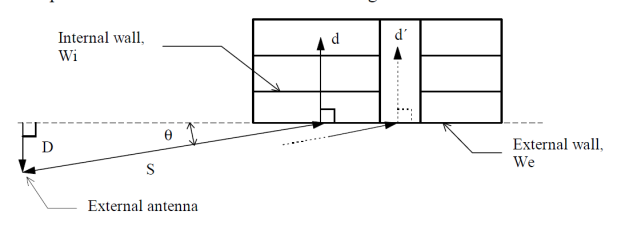 Internal wall,
Wi
d
d´
D
θ
S
External wall,
We
External antenna